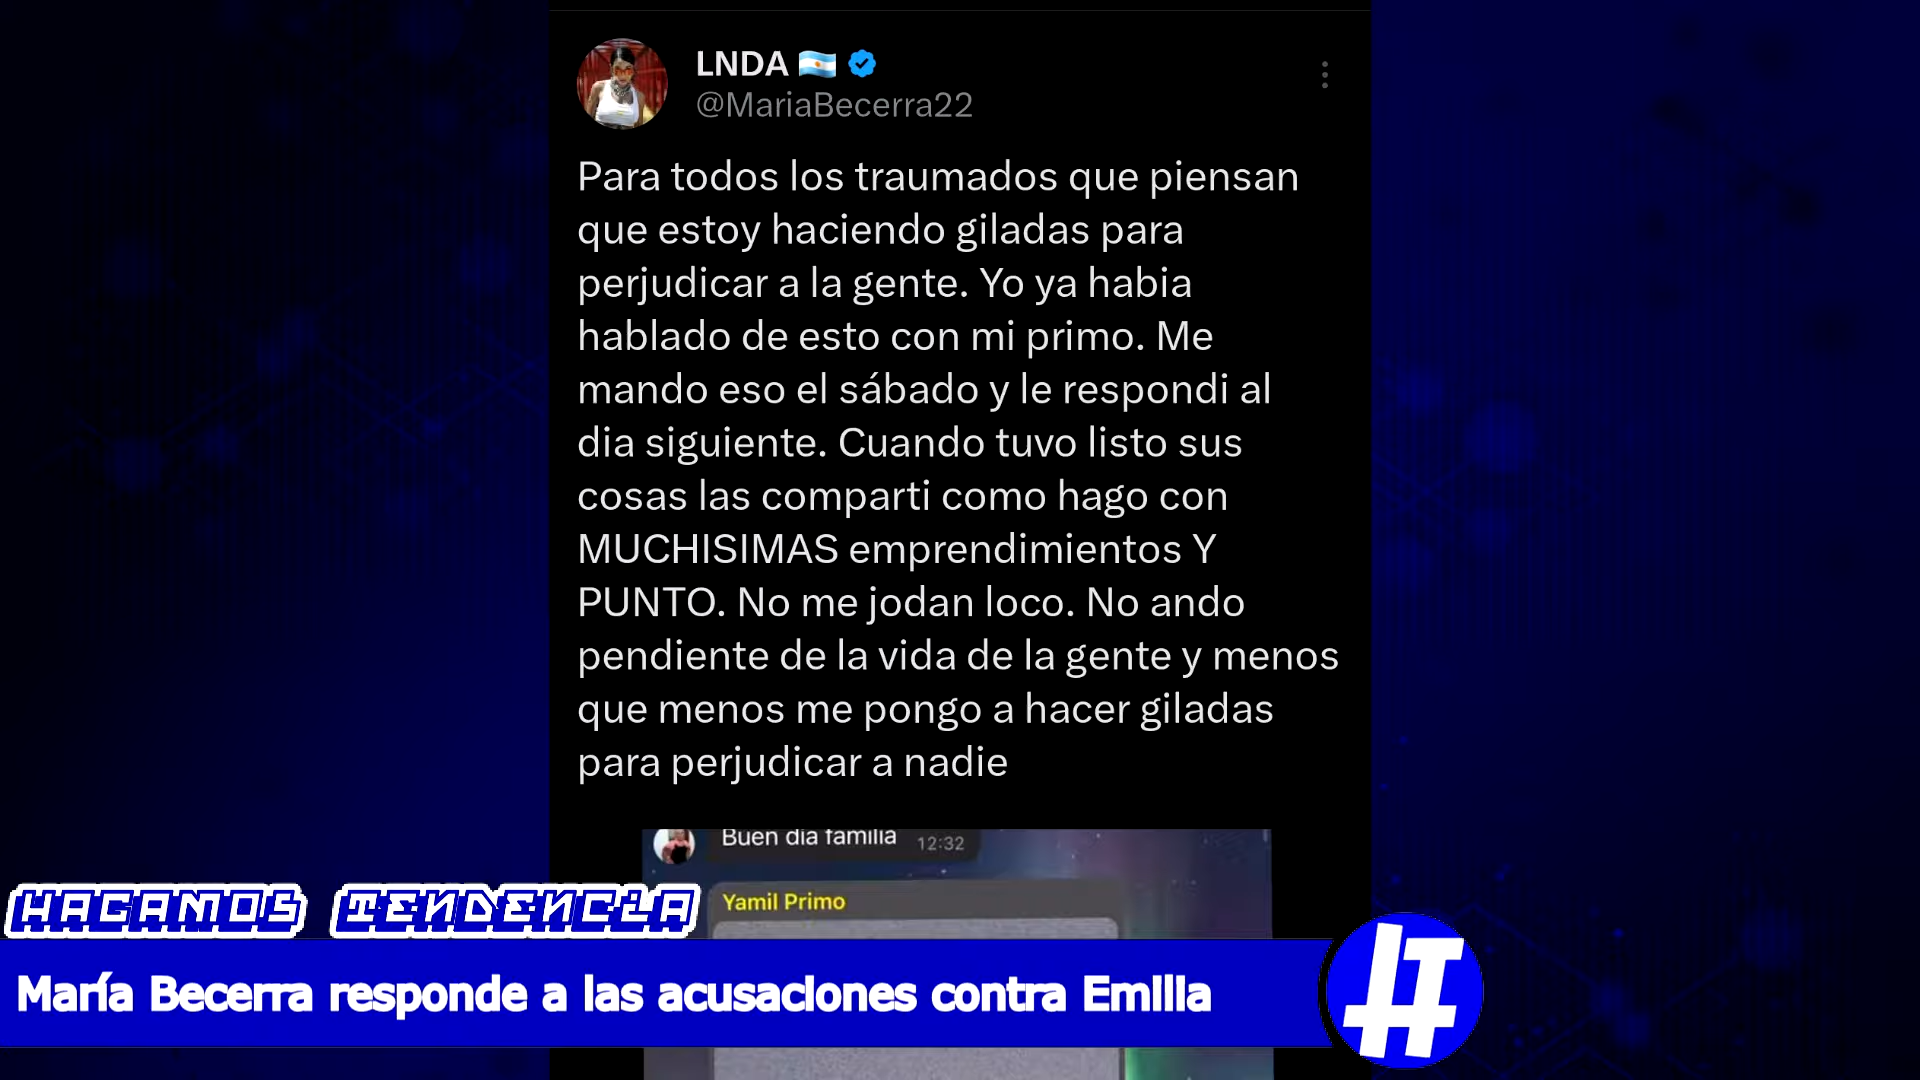 LNDA 🇦🇷
@MariaBecerra22
Para todos los traumados que piensan
que estoy haciendo giladas para
perjudicar a la gente. Yo ya habia
hablado de esto con mi primo. Me
mando eso el sábado y le respondi al
dia siguiente. Cuando tuvo listo sus
cosas las comparti como hago con
MUCHISIMAS emprendimientos Y
PUNTO. No me jodan loco. No ando
pendiente de la vida de la gente y menos
que menos me pongo a hacer giladas
para perjudicar a nadie
Buen dia familia 12:32
Yamil Primo
HAGAMOS TENDENCIA
María Becerra responde a las acusaciones contra Emilia
HT